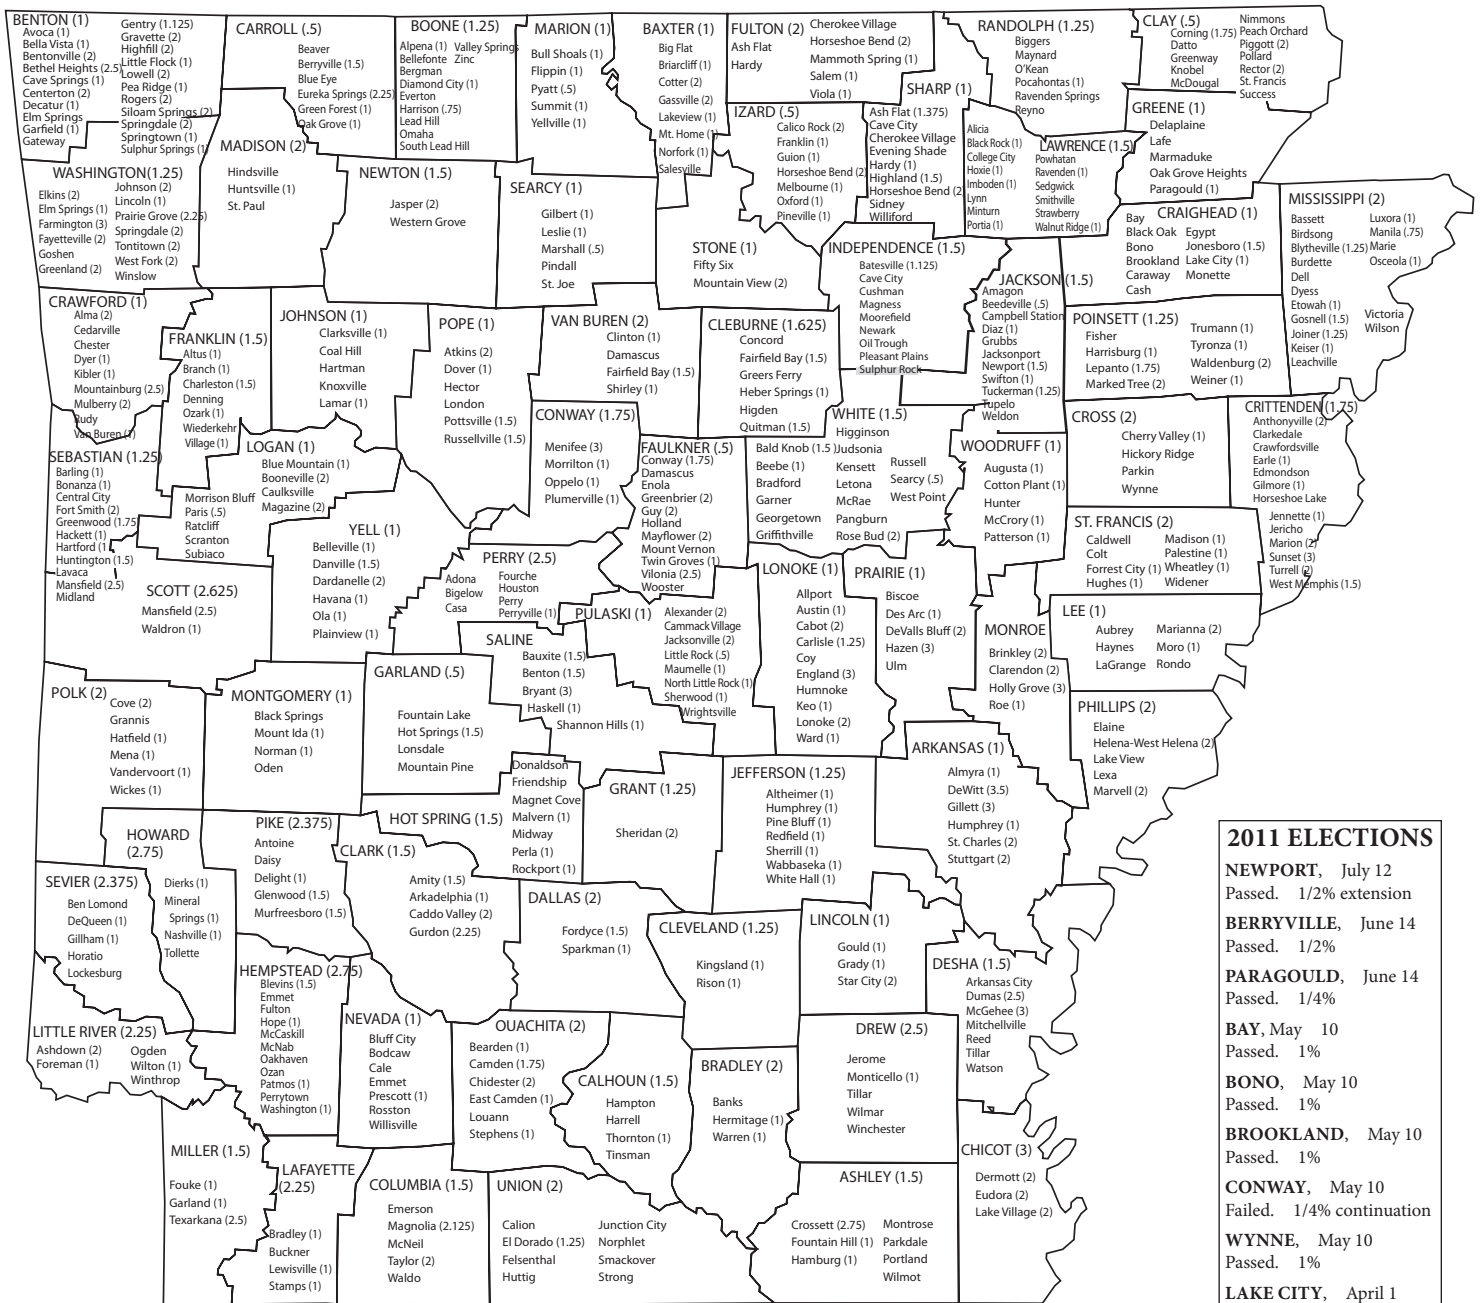 BENTON (1)
Avoca (1)
Bella Vista (1)
Bentonville (2)
Bethel Heights (2.5)
Cave Springs (1)
Centerton (2)
Decatur (1)
Elm Springs
Garfield (1)
Gateway
Gentry (1.125)
Gravette (2)
Highfill (2)
Little Flock (1)
Lowell (2)
Pea Ridge (1)
Rogers (2)
Siloam Springs (2)
Springdale (2)
Springtown (1)
Sulphur Springs (1)
CARROLL (.5)
Beaver
Berryville (1.5)
Blue Eye
Eureka Springs (2.25)
Green Forest (1)
Oak Grove (1)
BOONE (1.25)
Alpena (1)
Bellefonte
Bergman
Diamond City (1)
Everton
Harrison (.75)
Lead Hill
Omaha
South Lead Hill
Valley Springs
Zinc
MARION (1)
Bull Shoals (1)
Flippin (1)
Pyatt (.5)
Summit (1)
Yellville (1)
BAXTER (1)
Big Flat
Briarcliff (1)
Cotter (2)
Gassville (2)
Lakeview (1)
Mt. Home (1)
Norfork (1)
Salesville
FULTON (2)
Ash Flat
Hardy
Cherokee Village
Horseshoe Bend (2)
Mammoth Spring (1)
Salem (1)
Viola (1)
SHARP (1)
Ash Flat (1.375)
Cave City
Cherokee Village
Evening Shade
Hardy (1)
Highland (1.5)
Horseshoe Bend (2)
Sidney
Williford
RANDOLPH (1.25)
Biggers
Maynard
O'Kean
Pocahontas (1)
Ravenden Springs
Reyno
CLAY (.5)
Corning (1.75)
Datto
Greenway
Knobel
McDougal
Nimmons
Peach Orchard
Piggott (2)
Pollard
Rector (2)
St. Francis
Success
GREENE (1)
Delaplaine
Lafe
Marmaduke
Oak Grove Heights
Paragould (1)
IZARD (.5)
Calico Rock (2)
Franklin (1)
Guion (1)
Horseshoe Bend (2)
Melbourne (1)
Oxford (1)
Pineville (1)
LAWRENCE (1.5)
Alicia
Black Rock (1)
College City
Hoxie (1)
Imboden (1)
Lynn
Minturn
Portia (1)
Powhatan
Ravenden (1)
Sedgwick
Smithville
Strawberry
Walnut Ridge (1)
MADISON (2)
Hindsville
Huntsville (1)
St. Paul
WASHINGTON(1.25)
Elkins (2)
Elm Springs (1)
Farmington (3)
Fayetteville (2)
Goshen
Greenland (2)
Johnson (2)
Lincoln (1)
Prairie Grove (2.25)
Springdale (2)
Tontitown (2)
West Fork (2)
Winslow
NEWTON (1.5)
Jasper (2)
Western Grove
SEARCY (1)
Gilbert (1)
Leslie (1)
Marshall (.5)
Pindall
St. Joe
STONE (1)
Fifty Six
Mountain View (2)
INDEPENDENCE (1.5)
Batesville (1.125)
Cave City
Cushman
Magness
Moorefield
Newark
Oil Trough
Pleasant Plains
Sulphur Rock
JACKSON (1.5)
Amagon
Beedeville (.5)
Campbell Station
Diaz (1)
Grubbs
Jacksonport
Newport (1.5)
Swifton (1)
Tuckerman (1.25)
Tupelo
Weldon
CRAIGHEAD (1)
Bay
Black Oak
Bono
Brookland
Caraway
Cash
Egypt
Jonesboro (1.5)
Lake City (1)
Monette
MISSISSIPPI (2)
Bassett
Birdsong
Blytheville (1.25)
Burdette
Dell
Dyess
Etowah (1)
Gosnell (1.5)
Joiner (1.25)
Keiser (1)
Leachville
Luxora (1)
Manila (.75)
Marie
Osceola (1)
Victoria
Wilson
CRAWFORD (1)
Alma (2)
Cedarville
Chester
Dyer (1)
Kibler (1)
Mountainburg (2.5)
Mulberry (2)
Rudy
Van Buren (1)
FRANKLIN (1.5)
Altus (1)
Branch (1)
Charleston (1.5)
Denning
Ozark (1)
Wiederkehr
Village (1)
JOHNSON (1)
Clarksville (1)
Coal Hill
Hartman
Knoxville
Lamar (1)
POPE (1)
Atkins (2)
Dover (1)
Hector
London
Pottsville (1.5)
Russellville (1.5)
VAN BUREN (2)
Clinton (1)
Damascus
Fairfield Bay (1.5)
Shirley (1)
CLEBURNE (1.625)
Concord
Fairfield Bay (1.5)
Greers Ferry
Heber Springs (1)
Higden
Quitman (1.5)
POINSETT (1.25)
Fisher
Harrisburg (1)
Lepanto (1.75)
Marked Tree (2)
Trumann (1)
Tyronza (1)
Waldenburg (2)
Weiner (1)
CONWAY (1.75)
Menifee (3)
Morrilton (1)
Oppelo (1)
Plumerville (1)
WHITE (1.5)
Bald Knob (1.5)
Beebe (1)
Bradford
Garner
Georgetown
Griffithville
Higginson
Judsonia
Kensett
Letona
McRae
Pangburn
Rose Bud (2)
Russell
Searcy (.5)
West Point
CROSS (2)
Cherry Valley (1)
Hickory Ridge
Parkin
Wynne
CRITTENDEN (1.75)
Anthonyville (2)
Clarkedale
Crawfordsville
Earle (1)
Edmondson
Gilmore (1)
Horseshoe Lake
Jennette (1)
Jericho
Marion (2)
Sunset (3)
Turrell (2)
West Memphis (1.5)
SEBASTIAN (1.25)
Barling (1)
Bonanza (1)
Central City
Fort Smith (2)
Greenwood (1.75)
Hackett (1)
Hartford (1)
Huntington (1.5)
Lavaca
Mansfield (2.5)
Midland
LOGAN (1)
Blue Mountain (1)
Booneville (2)
Caulksville
Magazine (2)
Morrison Bluff
Paris (.5)
Ratcliff
Scranton
Subiaco
FAULKNER (.5)
Conway (1.75)
Damascus
Enola
Greenbrier (2)
Guy (2)
Holland
Mayflower (2)
Mount Vernon
Twin Groves (1)
Vilonia (2.5)
Wooster
WOODRUFF (1)
Augusta (1)
Cotton Plant (1)
Hunter
McCrory (1)
Patterson (1)
ST. FRANCIS (2)
Caldwell
Colt
Forrest City (1)
Hughes (1)
Madison (1)
Palestine (1)
Wheatley (1)
Widener
YELL (1)
Belleville (1)
Danville (1.5)
Dardanelle (2)
Havana (1)
Ola (1)
Plainview (1)
PERRY (2.5)
Adona
Bigelow
Casa
Fourche
Houston
Perry
Perryville (1)
SCOTT (2.625)
Mansfield (2.5)
Waldron (1)
PULASKI (1)
Alexander (2)
Cammack Village
Jacksonville (2)
Little Rock (.5)
Maumelle (1)
North Little Rock (1)
Sherwood (1)
Wrightsville
LONOKE (1)
Allport
Austin (1)
Cabot (2)
Carlisle (1.25)
Coy
England (3)
Humnoke
Keo (1)
Lonoke (2)
Ward (1)
PRAIRIE (1)
Biscoe
Des Arc (1)
DeValls Bluff (2)
Hazen (3)
Ulm
MONROE
Brinkley (2)
Clarendon (2)
Holly Grove (3)
Roe (1)
LEE (1)
Aubrey
Haynes
LaGrange
Marianna (2)
Moro (1)
Rondo
SALINE
Bauxite (1.5)
Benton (1.5)
Bryant (3)
Haskell (1)
Shannon Hills (1)
POLK (2)
Cove (2)
Grannis
Hatfield (1)
Mena (1)
Vandervoort (1)
Wickes (1)
MONTGOMERY (1)
Black Springs
Mount Ida (1)
Norman (1)
Oden
GARLAND (.5)
Fountain Lake
Hot Springs (1.5)
Lonsdale
Mountain Pine
PHILLIPS (2)
Elaine
Helena-West Helena (2)
Lake View
Lexa
Marvell (2)
HOT SPRING (1.5)
Donaldson
Friendship
Magnet Cove
Malvern (1)
Midway
Perla (1)
Rockport (1)
GRANT (1.25)
Sheridan (2)
JEFFERSON (1.25)
Altheimer (1)
Humphrey (1)
Pine Bluff (1)
Redfield (1)
Sherrill (1)
Wabbaseka (1)
White Hall (1)
ARKANSAS (1)
Almyra (1)
DeWitt (3.5)
Gillett (3)
Humphrey (1)
St. Charles (2)
Stuttgart (2)
HOWARD
(2.75)
Dierks (1)
Mineral
Springs (1)
Nashville (1)
Tollette
PIKE (2.375)
Antoine
Daisy
Delight (1)
Glenwood (1.5)
Murfreesboro (1.5)
CLARK (1.5)
Amity (1.5)
Arkadelphia (1)
Caddo Valley (2)
Gurdon (2.25)
SEVIER (2.375)
Ben Lomond
DeQueen (1)
Gillham (1)
Horatio
Lockesburg
DALLAS (2)
Fordyce (1.5)
Sparkman (1)
CLEVELAND (1.25)
Kingsland (1)
Rison (1)
LINCOLN (1)
Gould (1)
Grady (1)
Star City (2)
DESHA (1.5)
Arkansas City
Dumas (2.5)
McGehee (3)
Mitchellville
Reed
Tillar
Watson
HEMPSTEAD (2.75)
Blevins (1.5)
Emmet
Fulton
Hope (1)
McCaskill
McNab
Oakhaven
Ozan
Patmos (1)
Perrytown
Washington (1)
LITTLE RIVER (2.25)
Ashdown (2)
Foreman (1)
Ogden
Wilton (1)
Winthrop
NEVADA (1)
Bluff City
Bodcaw
Cale
Emmet
Prescott (1)
Rosston
Willisville
OUACHITA (2)
Bearden (1)
Camden (1.75)
Chidester (2)
East Camden (1)
Louann
Stephens (1)
CALHOUN (1.5)
Hampton
Harrell
Thornton (1)
Tinsman
BRADLEY (2)
Banks
Hermitage (1)
Warren (1)
DREW (2.5)
Jerome
Monticello (1)
Tillar
Wilmar
Winchester
MILLER (1.5)
Fouke (1)
Garland (1)
Texarkana (2.5)
LAFAYETTE
(2.25)
Bradley (1)
Buckner
Lewisville (1)
Stamps (1)
COLUMBIA (1.5)
Emerson
Magnolia (2.125)
McNeil
Taylor (2)
Waldo
UNION (2)
Calion
El Dorado (1.25)
Felsenthal
Huttig
Junction City
Norphlet
Smackover
Strong
ASHLEY (1.5)
Crossett (2.75)
Fountain Hill (1)
Hamburg (1)
Montrose
Parkdale
Portland
Wilmot
CHICOT (3)
Dermott (2)
Eudora (2)
Lake Village (2)
2011 ELECTIONS
NEWPORT, July 12
Passed. 1/2% extension
BERRYVILLE, June 14
Passed. 1/2%
PARAGOULD, June 14
Passed. 1/4%
BAY, May 10
Passed. 1%
BONO, May 10
Passed. 1%
BROOKLAND, May 10
Passed. 1%
CONWAY, May 10
Failed. 1/4% continuation
WYNNE, May 10
Passed. 1%
LAKE CITY, April 1